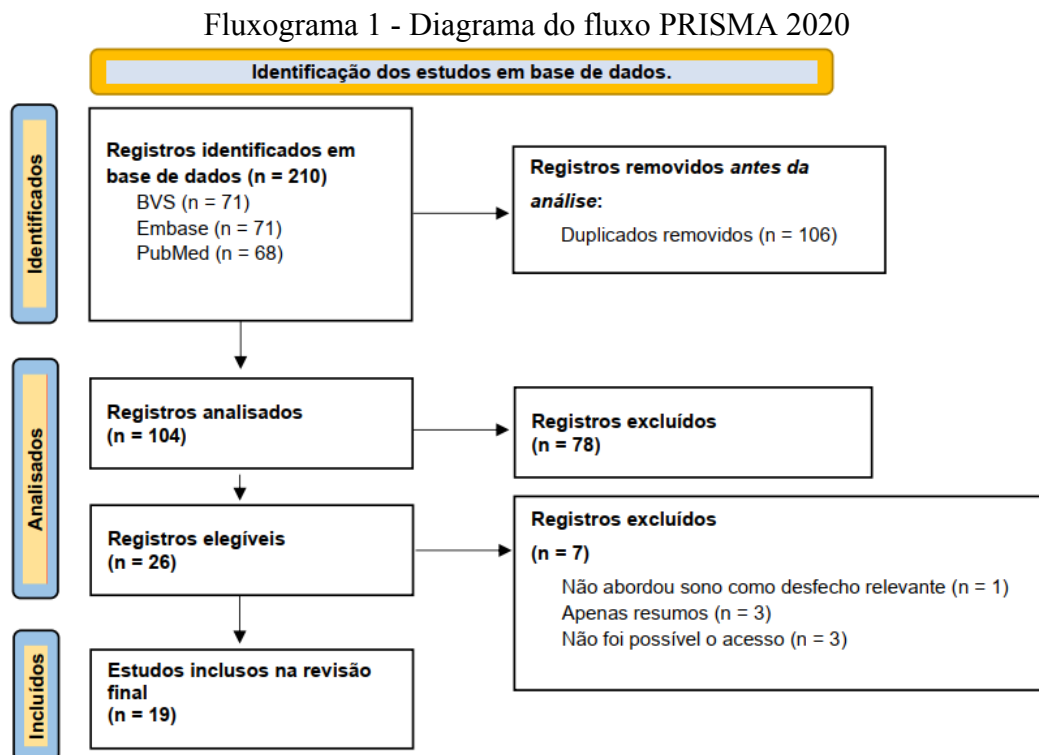 Fluxograma 1 - Diagrama do fluxo PRISMA 2020
Identificação dos estudos em base de dados.
Identificados
Registros identificados em
base de dados (n = 210)
BVS (n = 71)
Embase (n = 71)
PubMed (n = 68)
Registros removidos antes da
análise:
Duplicados removidos (n = 106)
Analisados
Registros analisados
(n = 104)
Registros excluídos
(n = 78)
Registros elegíveis
(n = 26)
Registros excluídos
(n = 7)
Não abordou sono como desfecho relevante (n = 1)
Apenas resumos (n = 3)
Não foi possível o acesso (n = 3)
Incluídos
Estudos inclusos na revisão
final
(n = 19)